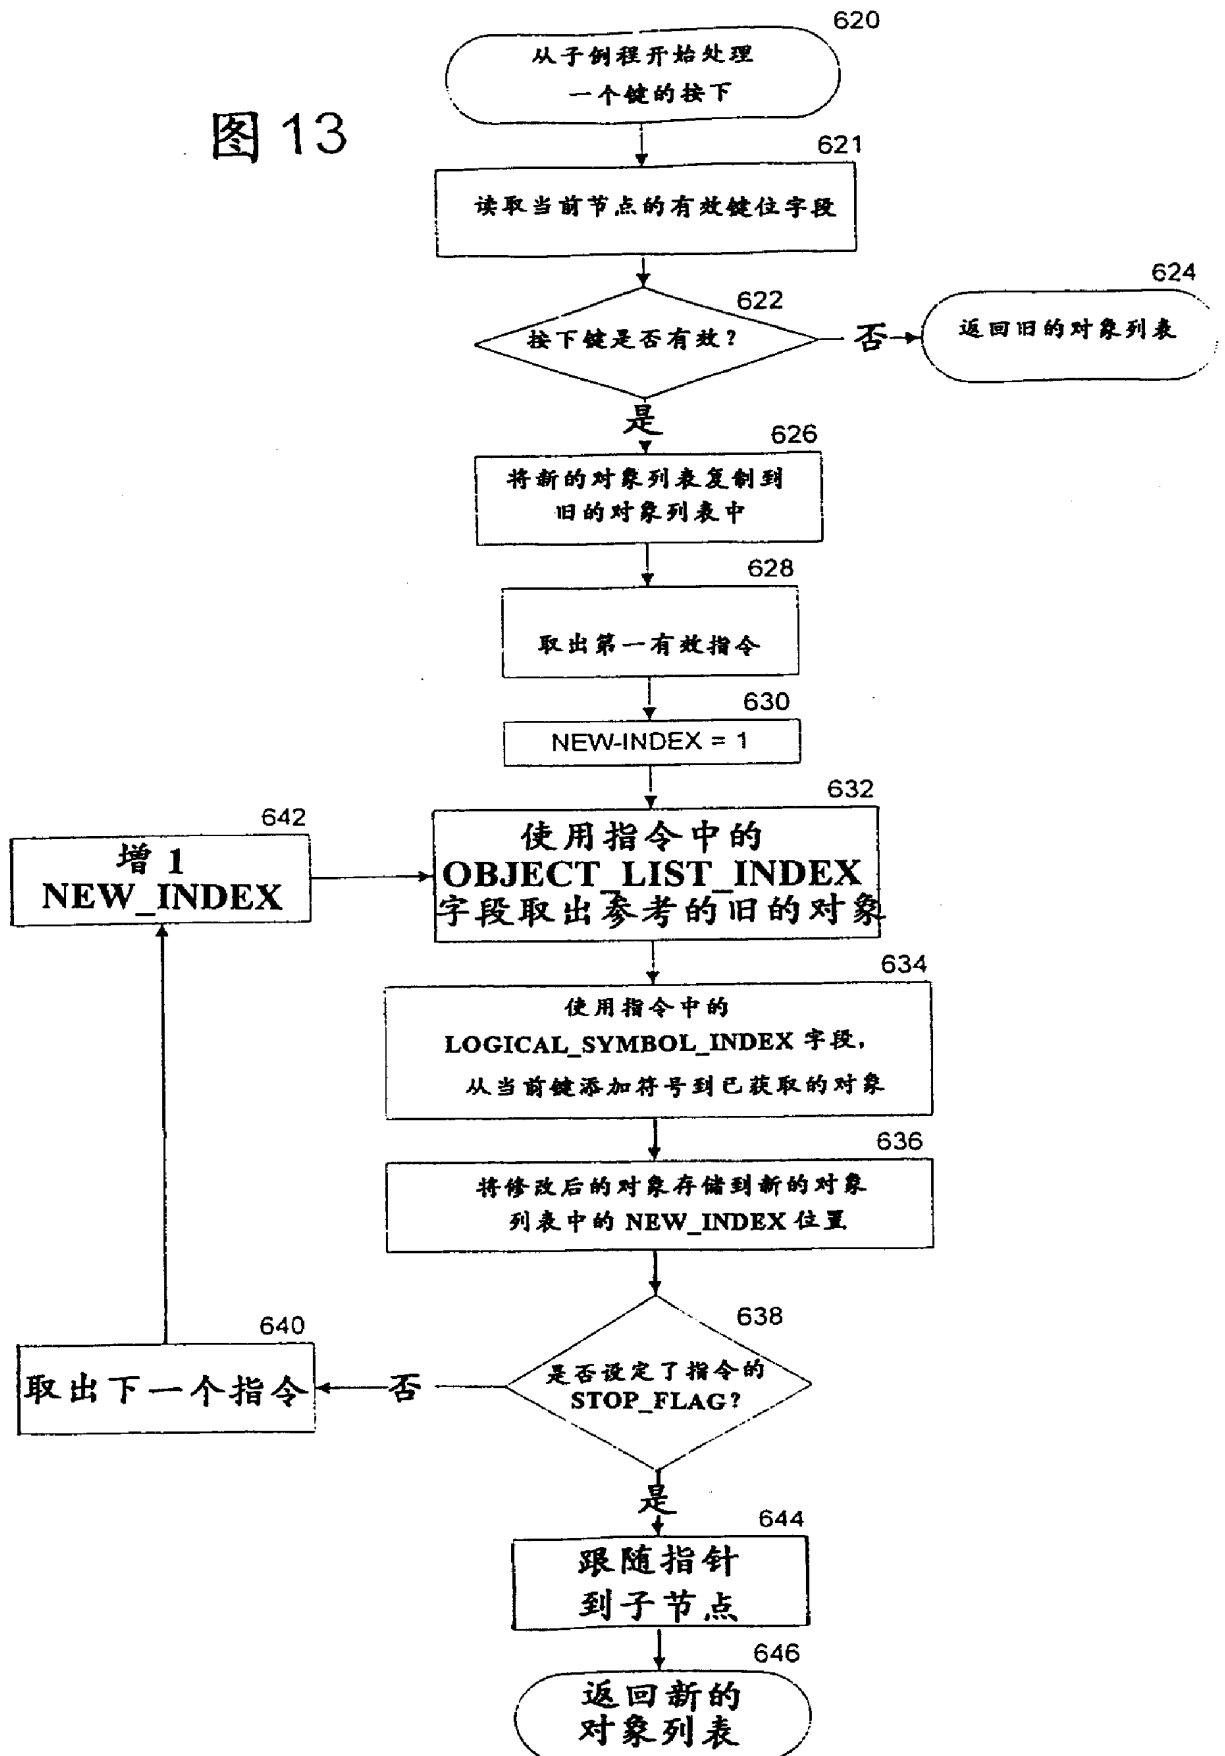 图 13
620
从子例程开始处理
一个键的按下
621
读取当前节点的有效键位字段
622
按下键是否有效？
否
624
返回旧的对象列表
是
626
将新的对象列表复制到
旧的对象列表中
628
取出第一有效指令
630
NEW-INDEX = 1
632
使用指令中的
OBJECT_LIST_INDEX
字段取出参考的旧的对象
642
增 1
NEW_INDEX
634
使用指令中的
LOGICAL_SYMBOL_INDEX 字段，
从当前键添加符号到已获取的对象
636
将修改后的对象存储到新的对象
列表中的 NEW_INDEX 位置
638
是否设定了指令的
STOP_FLAG？
否
640
取出下一个指令
是
644
跟随指针
到子节点
646
返回新的
对象列表